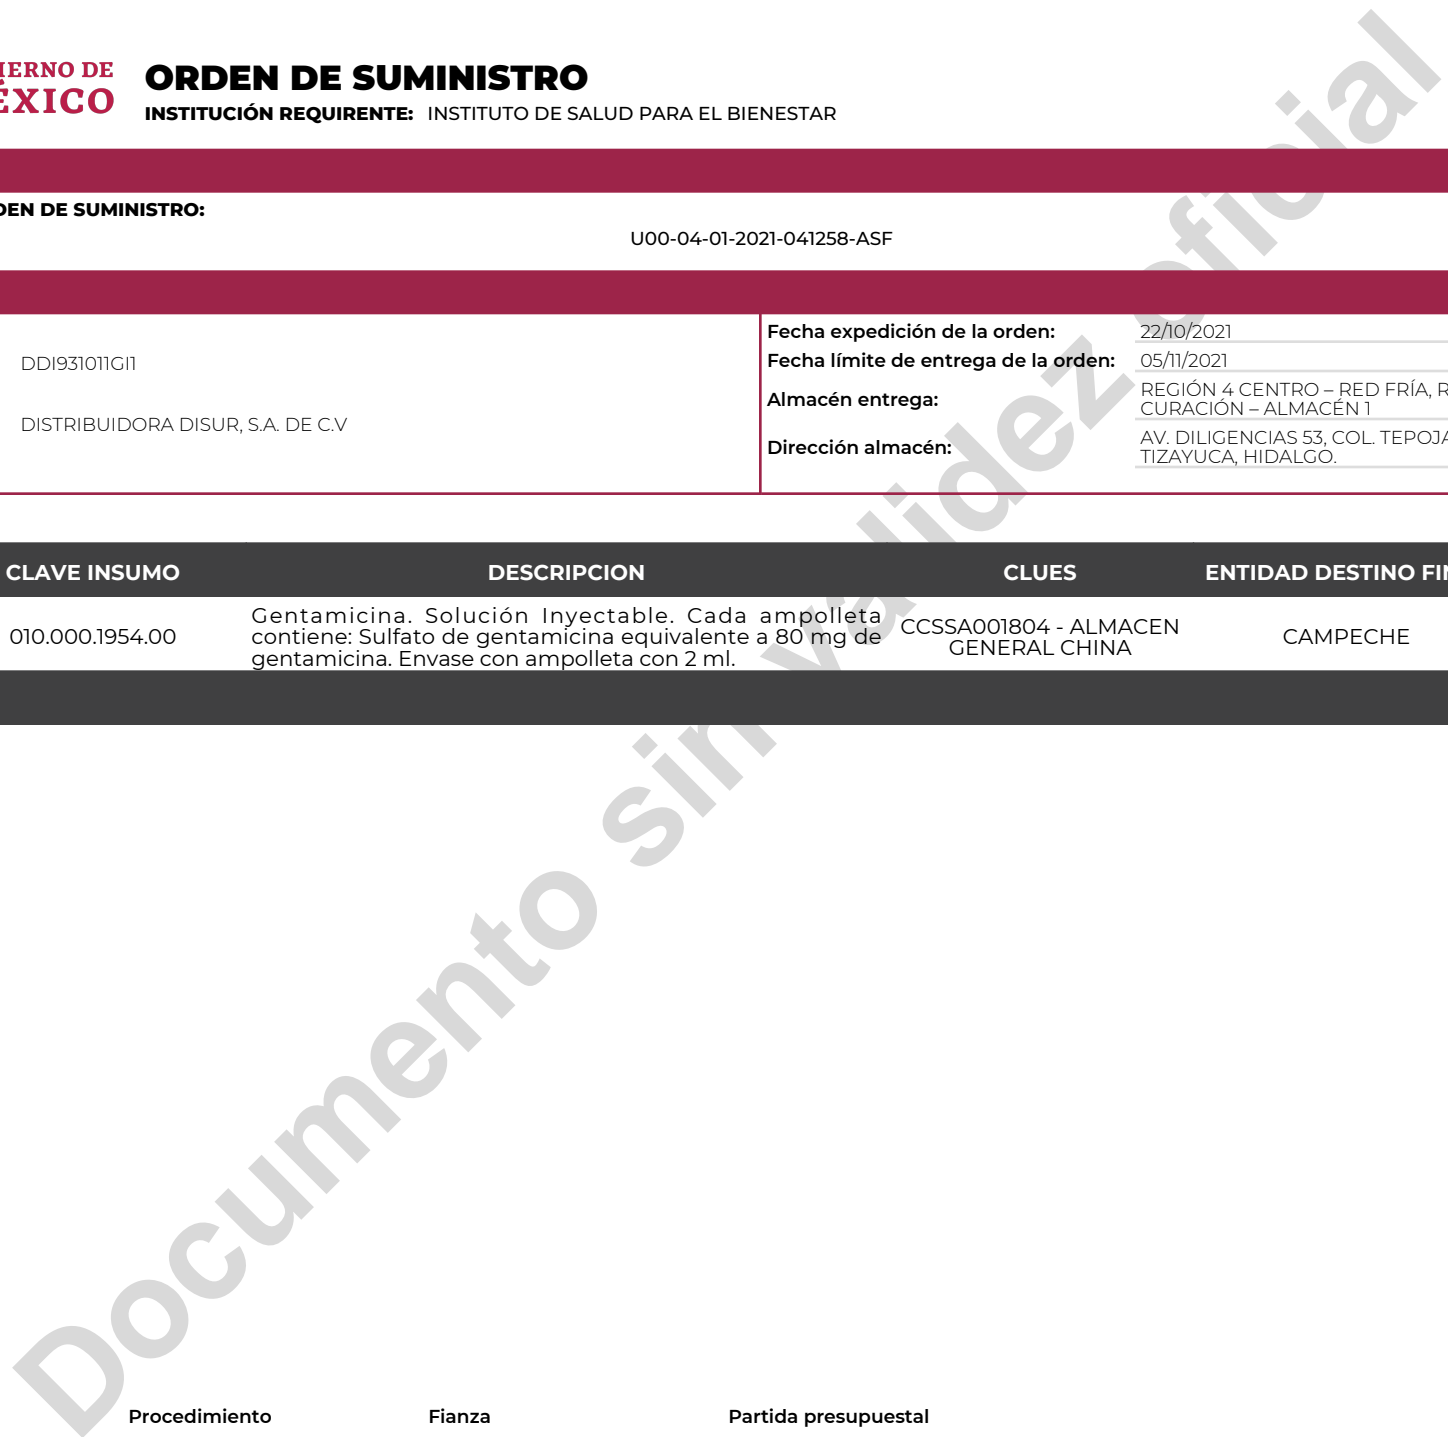 IERNO DE
ÉXICO
ORDEN DE SUMINISTRO
INSTITUCIÓN REQUIRENTE: INSTITUTO DE SALUD PARA EL BIENESTAR
DEN DE SUMINISTRO:
U00-04-01-2021-041258-ASF
DDI931011GI1
DISTRIBUIDORA DISUR, S.A. DE C.V
Fecha expedición de la orden: 22/10/2021
Fecha límite de entrega de la orden: 05/11/2021
Almacén entrega: REGIÓN 4 CENTRO – RED FRÍA, R
CURACIÓN – ALMACÉN 1
Dirección almacén: AV. DILIGENCIAS 53, COL. TEPOJA
TIZAYUCA, HIDALGO.
CLAVE INSUMO DESCRIPCION CLUES ENTIDAD DESTINO FIN
010.000.1954.00
Gentamicina. Solución Inyectable. Cada ampolleta
contiene: Sulfato de gentamicina equivalente a 80 mg de
gentamicina. Envase con ampolleta con 2 ml.
CCSSA001804 - ALMACEN
GENERAL CHINA
CAMPECHE
Documento sin validez oficial
Procedimiento Fianza Partida presupuestal